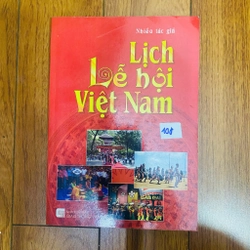 Nhiều tác giả
Lịch
Lễ hội
Việt Nam
108